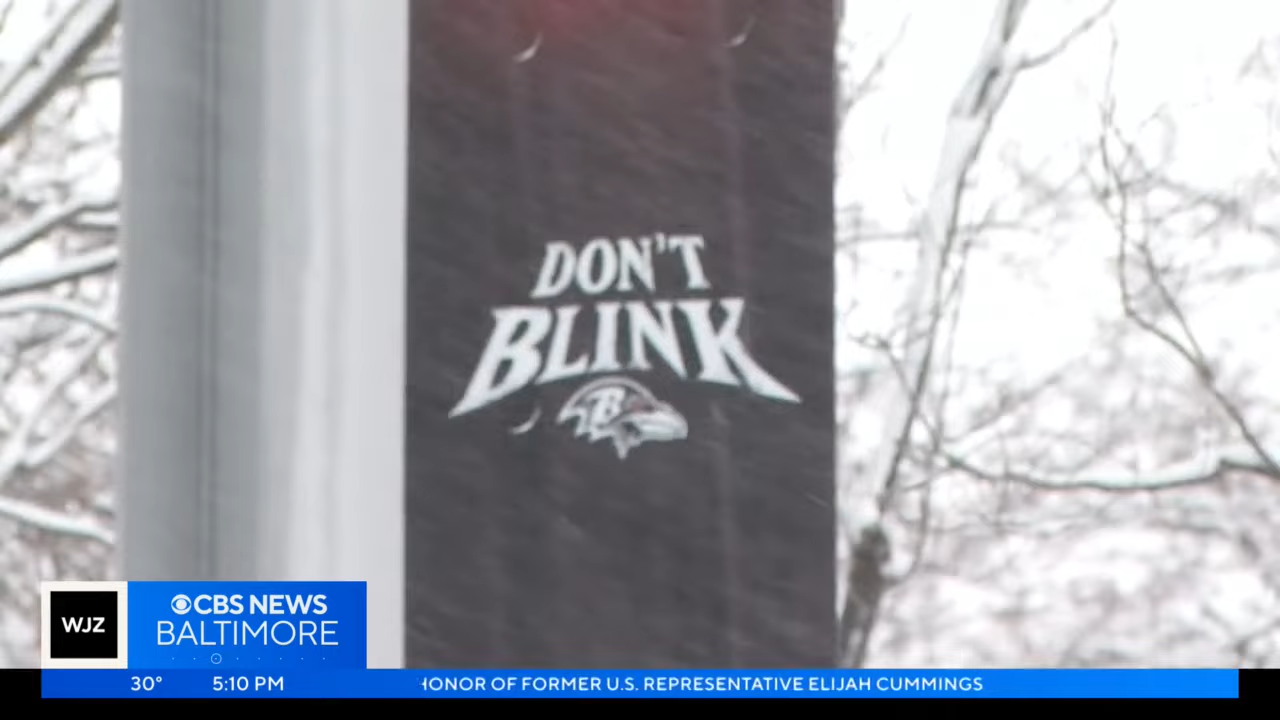 DON'T
BLINK
B
WJZ
CBS NEWS
BALTIMORE
30° 5:10 PM HONOR OF FORMER U.S. REPRESENTATIVE ELIJAH CUMMINGS